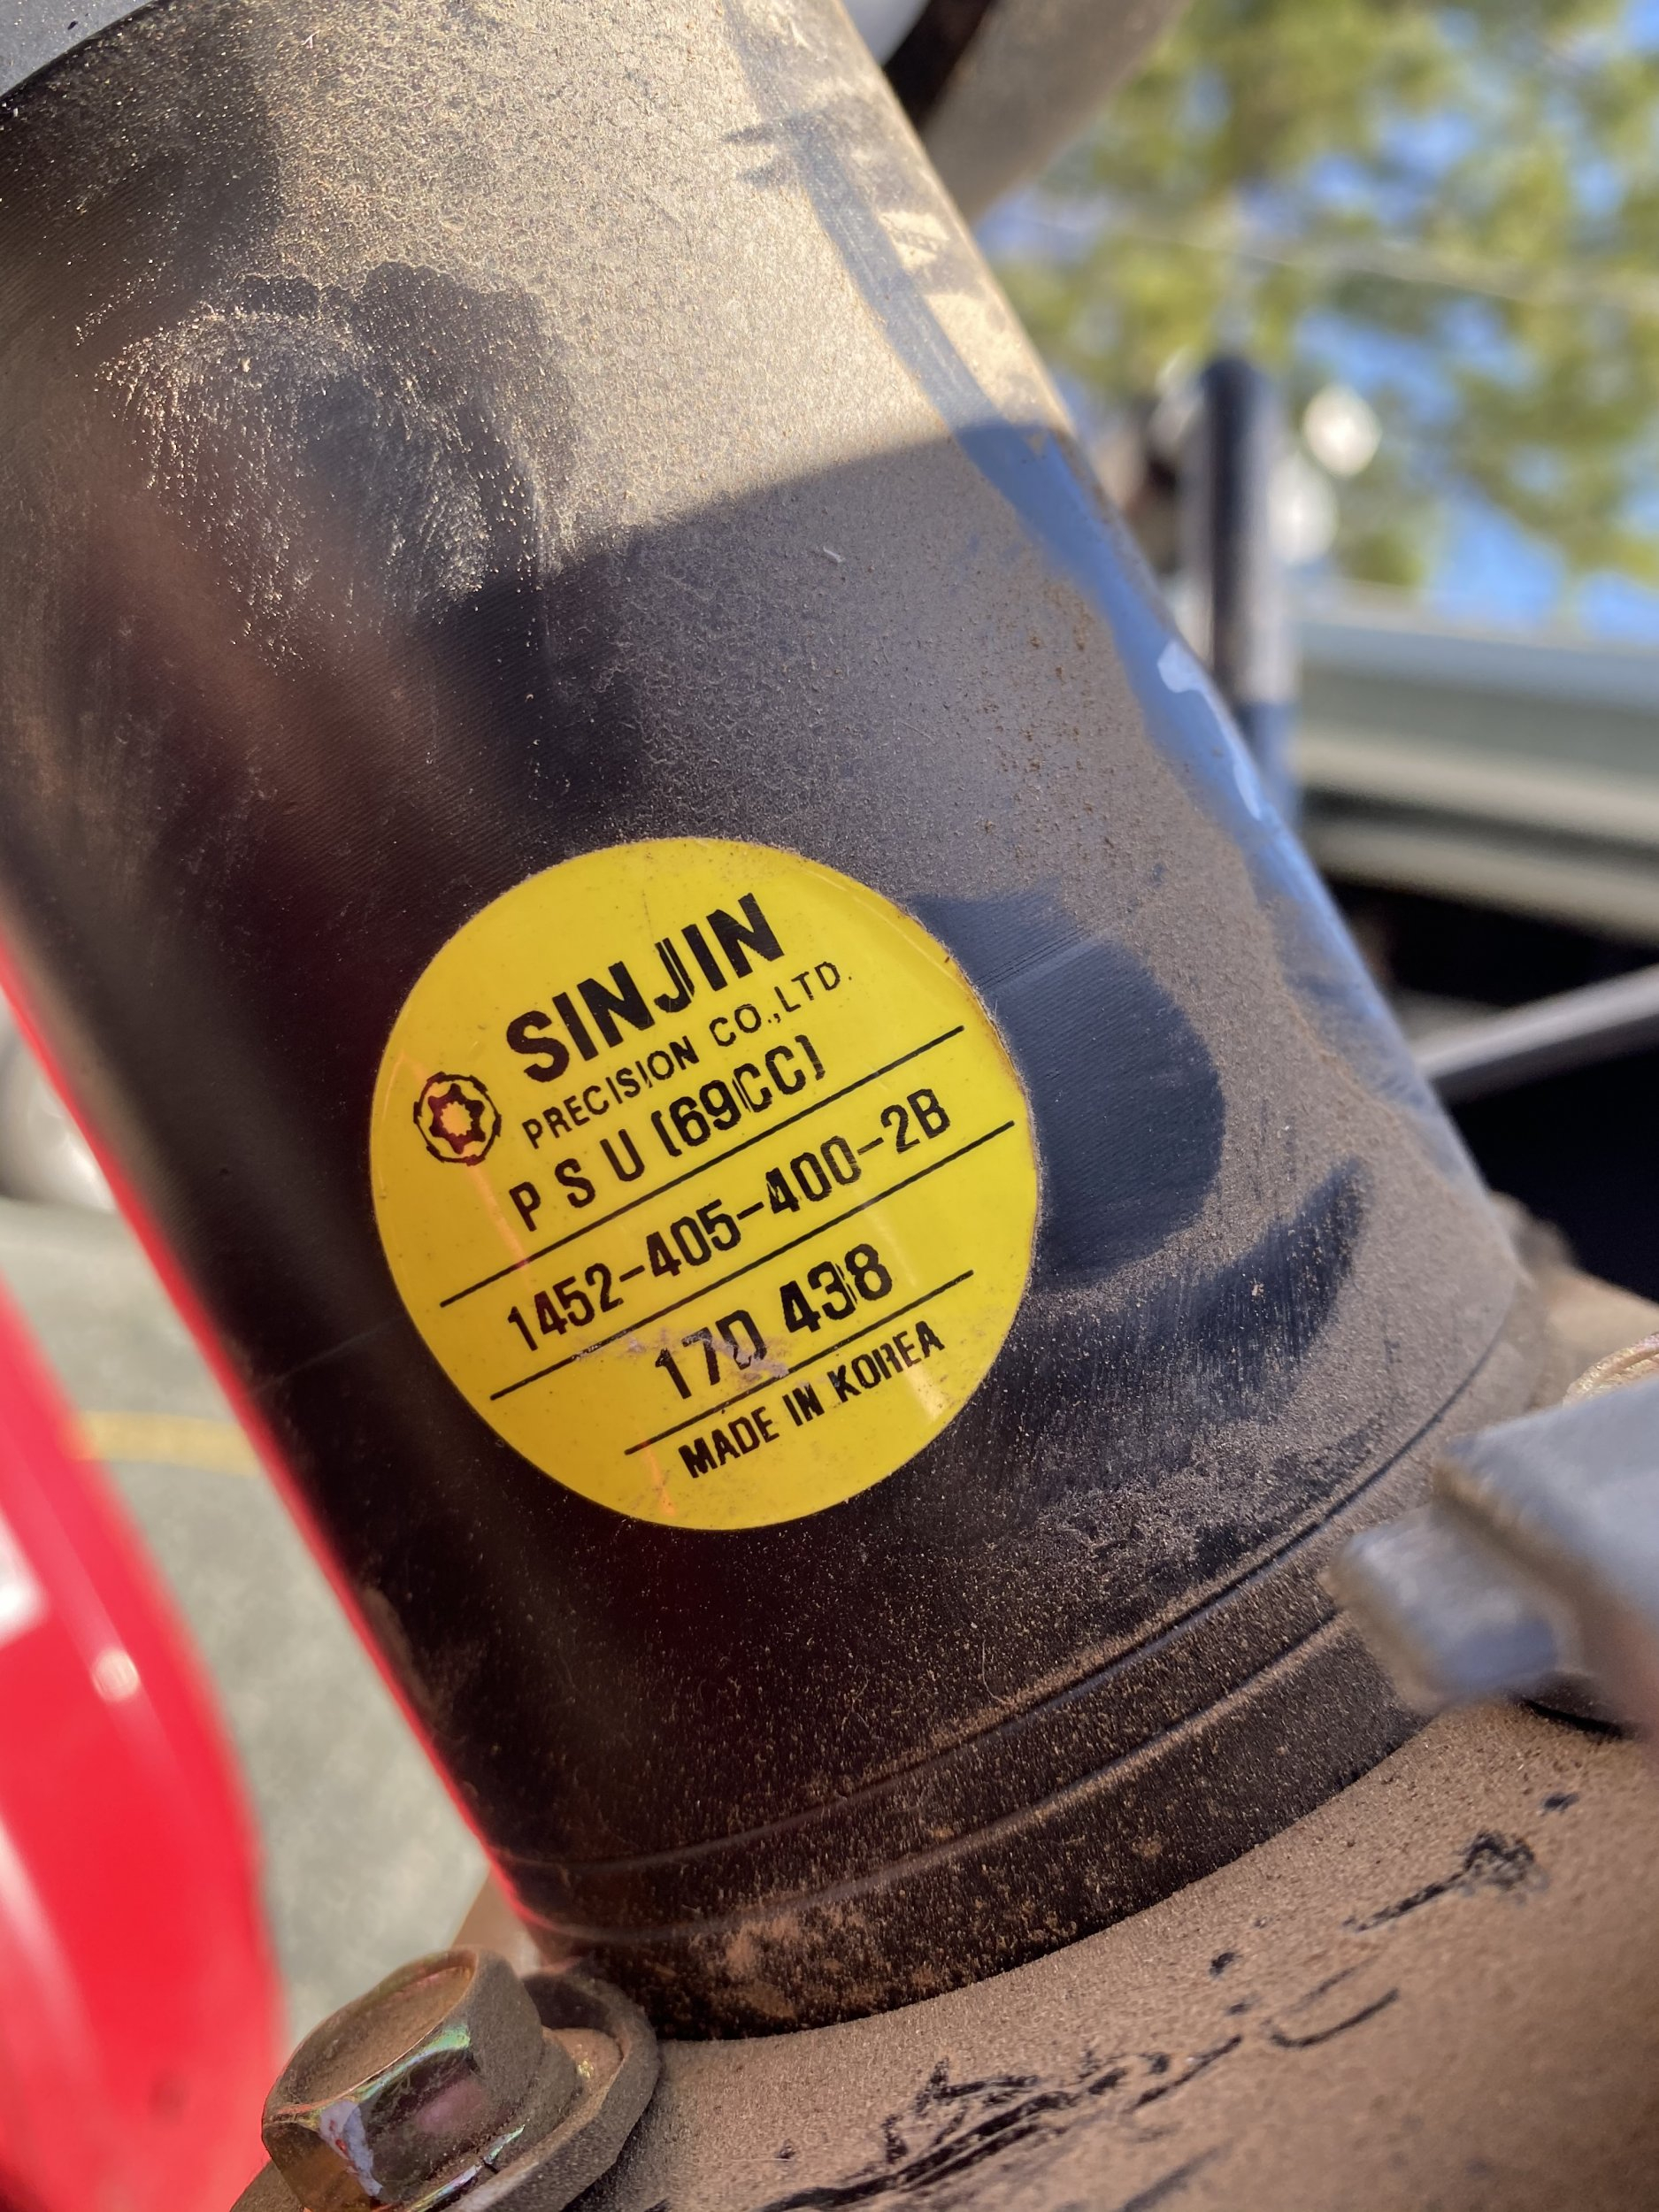 SINJIN
PRECISION CO.,LTD.
P S U (69CC)
1452-405-400-2B
17D 438
MADE IN KOREA